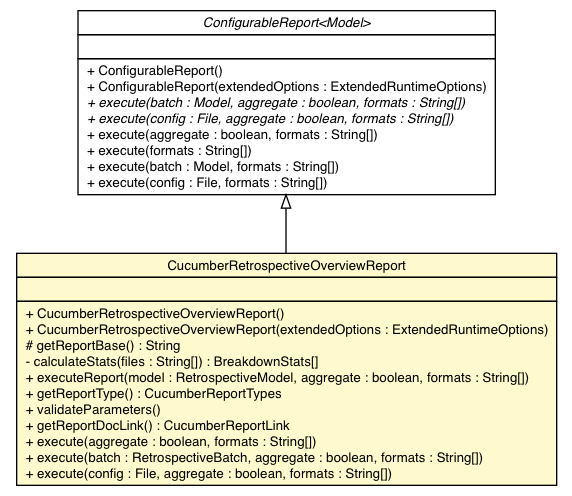 ConfigurableReport<Model>
+ ConfigurableReport()
+ ConfigurableReport(extendedOptions : ExtendedRuntimeOptions)
+ execute(batch : Model, aggregate : boolean, formats : String[])
+ execute(config : File, aggregate : boolean, formats : String[])
+ execute(aggregate : boolean, formats : String[])
+ execute(formats : String[])
+ execute(batch : Model, formats : String[])
+ execute(config : File, formats : String[])
CucumberRetrospectiveOverviewReport
+ CucumberRetrospectiveOverviewReport()
+ CucumberRetrospectiveOverviewReport(extendedOptions : ExtendedRuntimeOptions)
# getReportBase() : String
- calculateStats(files : String[]) : BreakdownStats[]
+ executeReport(model : RetrospectiveModel, aggregate : boolean, formats : String[])
+ getReportType() : CucumberReportTypes
+ validateParameters()
+ getReportDocLink() : CucumberReportLink
+ execute(aggregate : boolean, formats : String[])
+ execute(batch : RetrospectiveBatch, aggregate : boolean, formats : String[])
+ execute(config : File, aggregate : boolean, formats : String[])